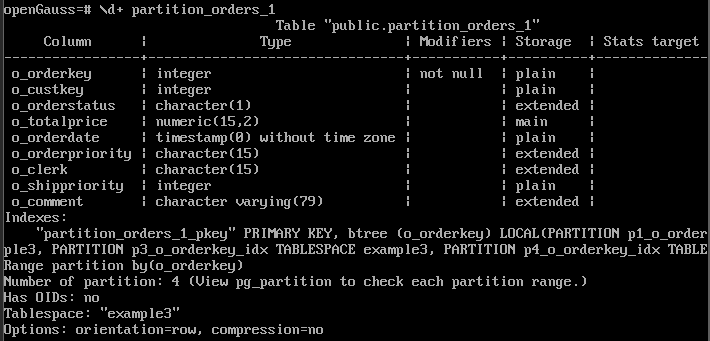 openGauss=# \d+ partition_orders_1
Table "public.partition_orders_1"
Column | Type | Modifiers | Storage | Stats target
-----------------+--------------------------------+-----------+----------+--------------
o_orderkey | integer | not null | plain |
o_custkey | integer | | plain |
o_orderstatus | character(1) | | extended |
o_totalprice | numeric(15,2) | | main |
o_orderdate | timestamp(0) without time zone | | plain |
o_orderpriority | character(15) | | extended |
o_clerk | character(15) | | extended |
o_shippriority | integer | | plain |
o_comment | character varying(79) | | extended |
Indexes:
"partition_orders_1_pkey" PRIMARY KEY, btree (o_orderkey) LOCAL(PARTITION p1_o_order
ple3, PARTITION p3_o_orderkey_idx TABLESPACE example3, PARTITION p4_o_orderkey_idx TABLE
Range partition by(o_orderkey)
Number of partition: 4 (View pg_partition to check each partition range.)
Has OIDs: no
Tablespace: "example3"
Options: orientation=row, compression=no